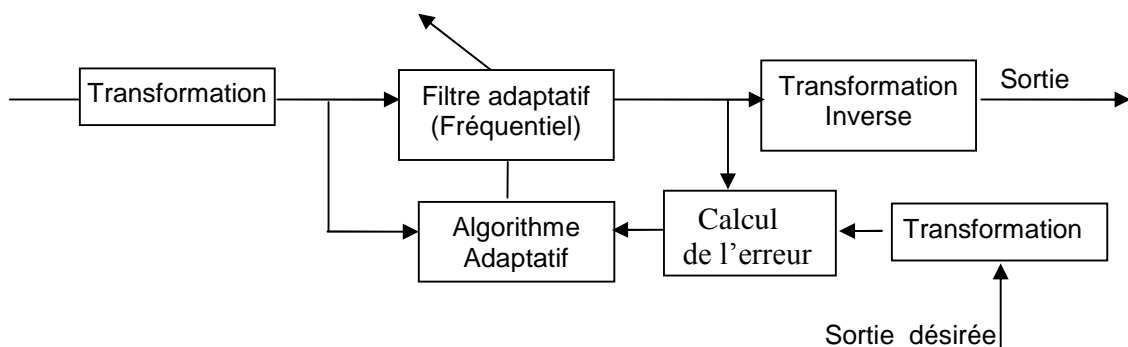 Transformation
Filtre adaptatif
(Fréquentiel)
Transformation
Inverse
Sortie
Algorithme
Adaptatif
Calcul
de l’erreur
Transformation
Sortie désirée